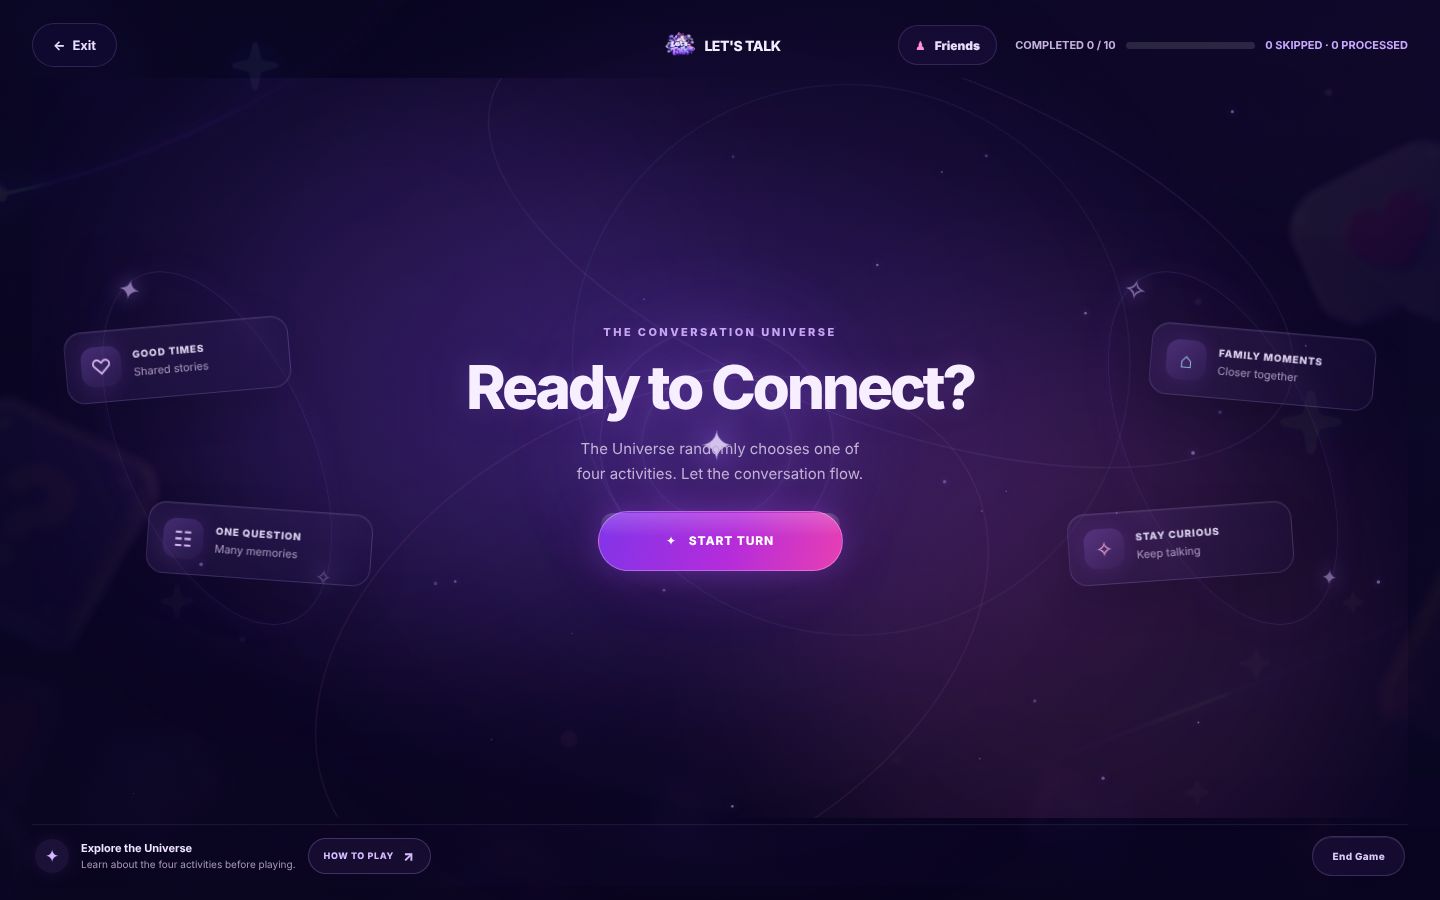 ← Exit
LET'S TALK
Friends
COMPLETED 0 / 10
0 SKIPPED · 0 PROCESSED
THE CONVERSATION UNIVERSE
Ready to Connect?
The Universe randomly chooses one of
four activities. Let the conversation flow.
START TURN
GOOD TIMES
Shared stories
ONE QUESTION
Many memories
FAMILY MOMENTS
Closer together
STAY CURIOUS
Keep talking
Explore the Universe
Learn about the four activities before playing.
HOW TO PLAY
End Game